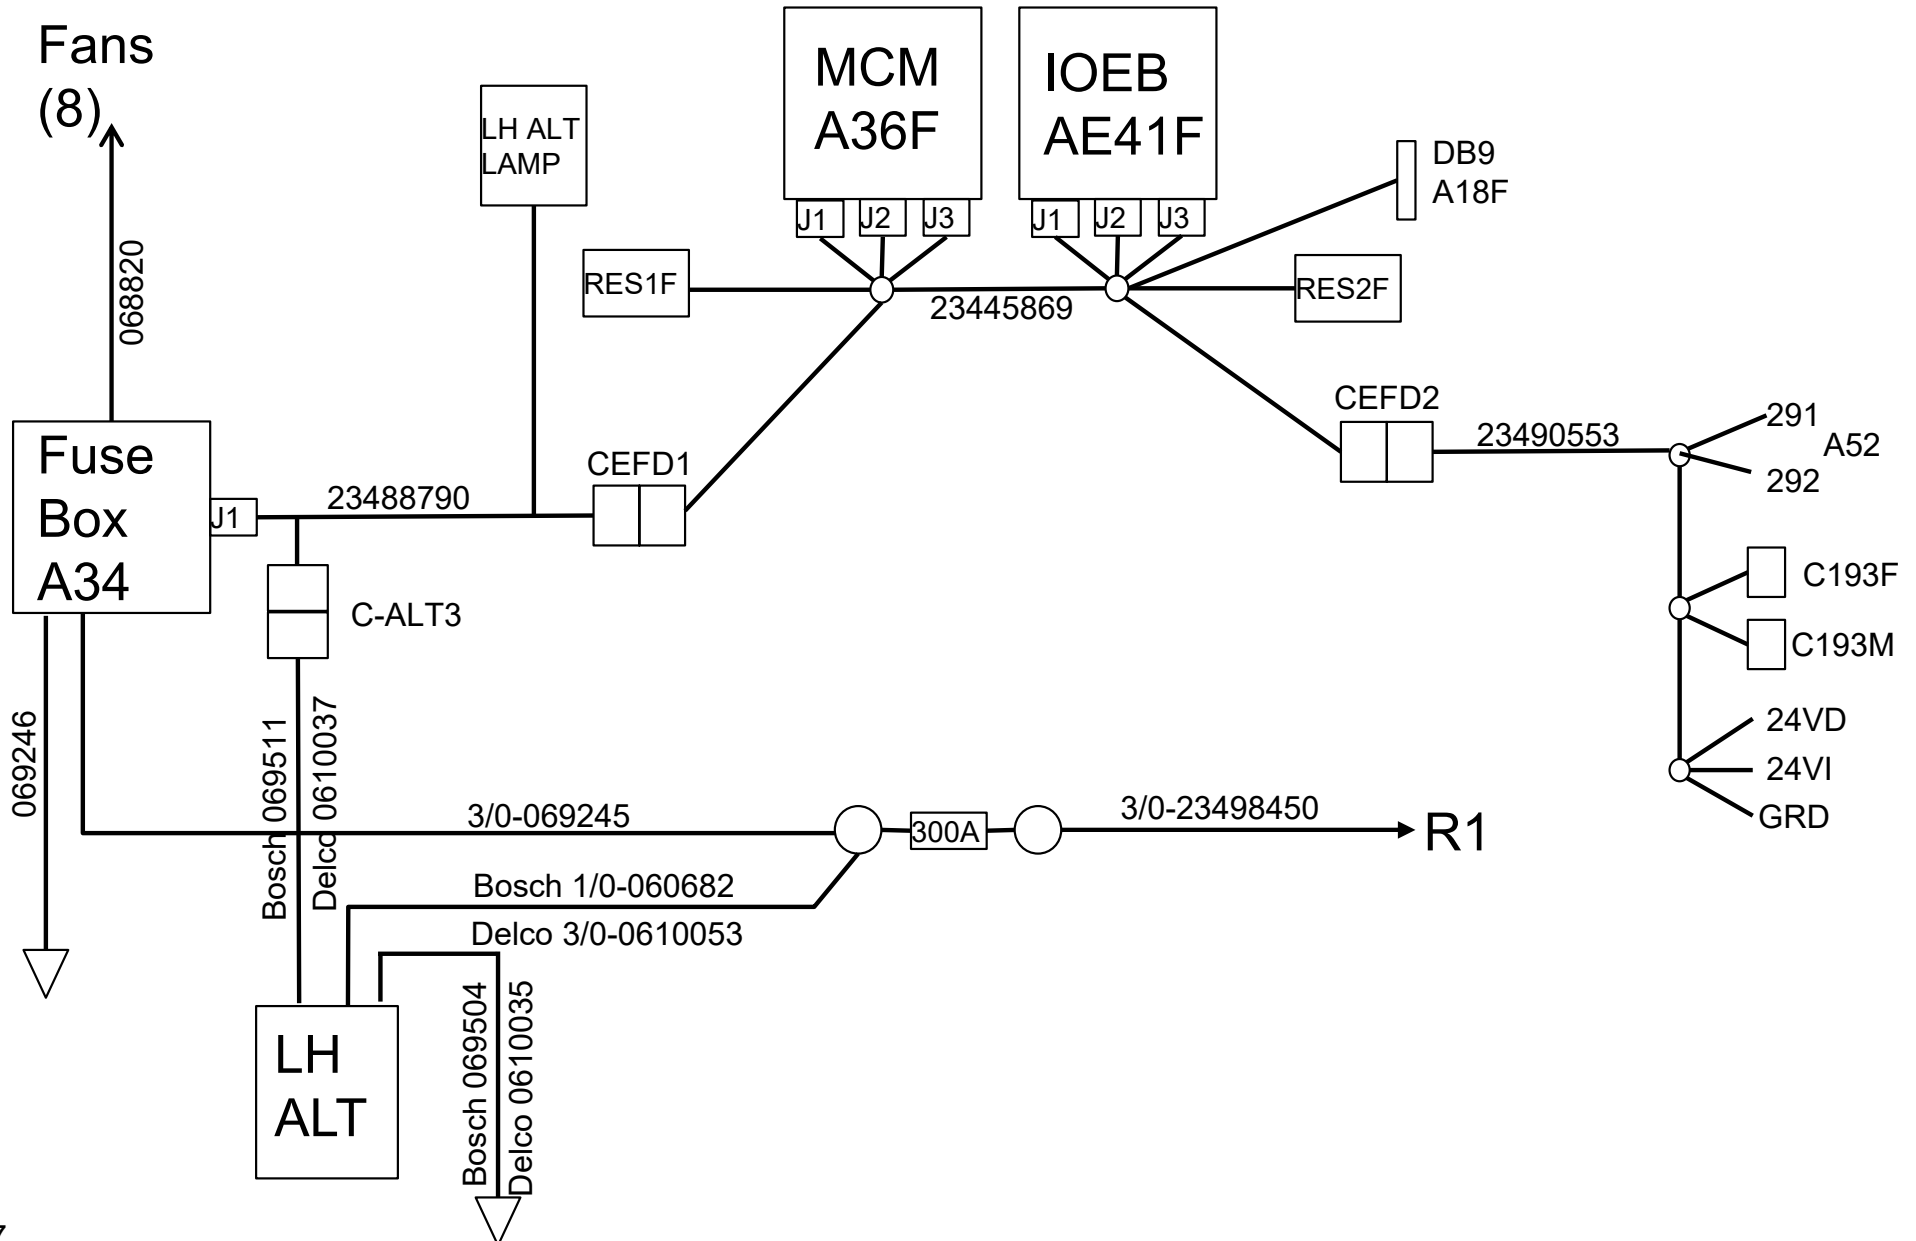 Fans
(8)
068820
LH ALT
LAMP
MCM
A36F
J1
J2
J3
IOEB
AE41F
J1
J2
J3
DB9
A18F
RES1F
23445869
RES2F
CEFD2
23490553
291
A52
292
CEFD1
Fuse
Box
A34
J1
23488790
C-ALT3
C193F
C193M
24VD
24VI
GRD
069246
Bosch 069511
Delco 0610037
3/0-069245
300A
3/0-23498450
R1
Bosch 1/0-060682
Delco 3/0-0610053
LH
ALT
Bosch 069504
Delco 0610035